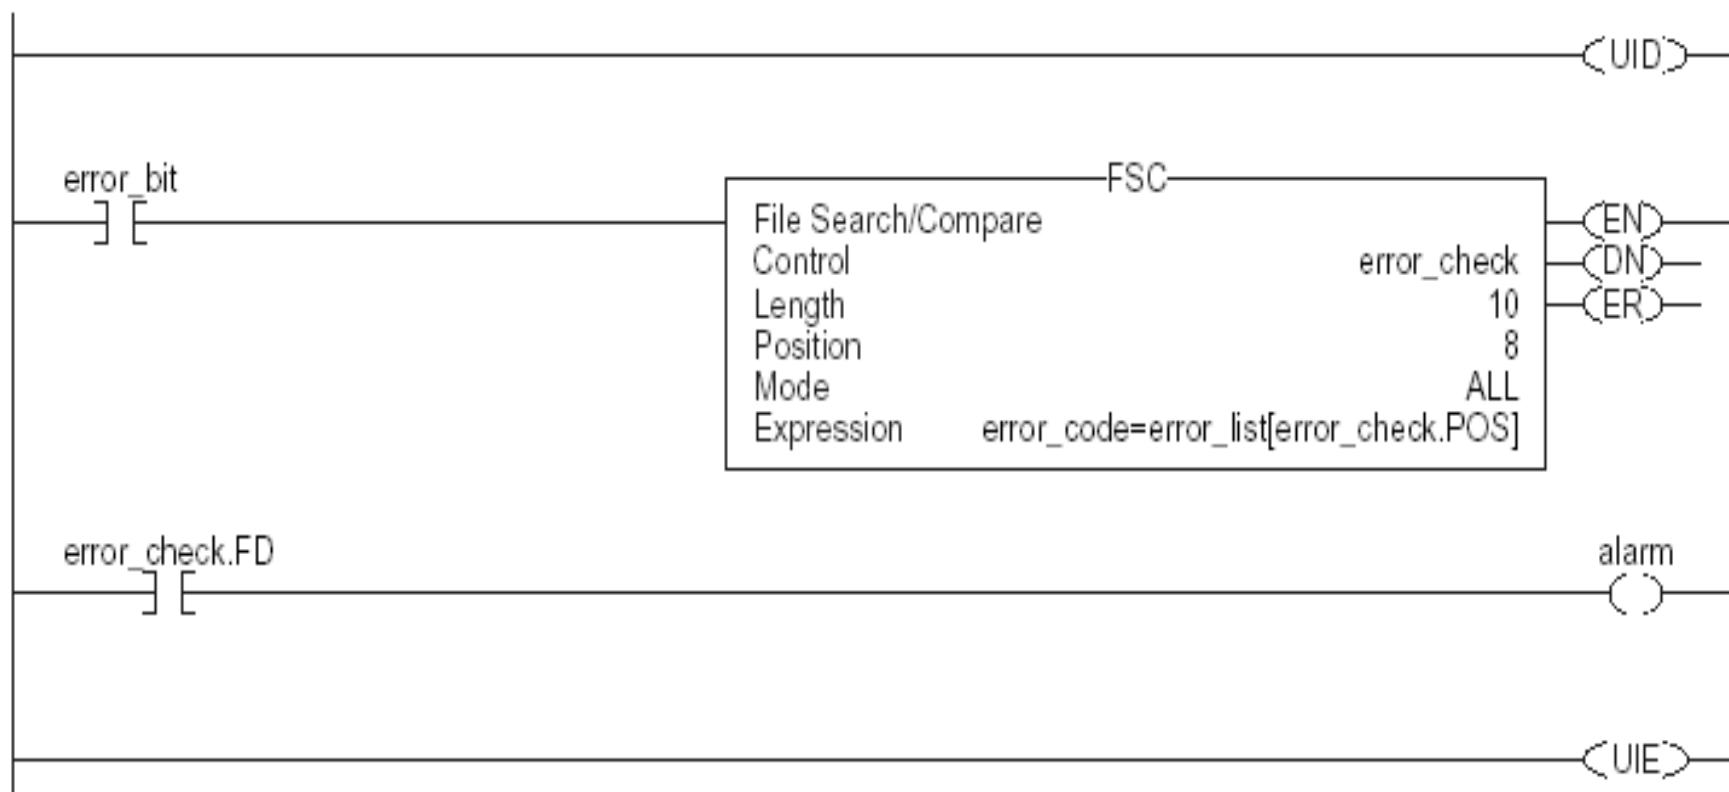 UID
error_bit
FSC
File Search/Compare
EN
Control error_check
DN
Length 10
ER
Position 8
Mode ALL
Expression error_code=error_list[error_check.POS]
error_check.FD
alarm
UIE